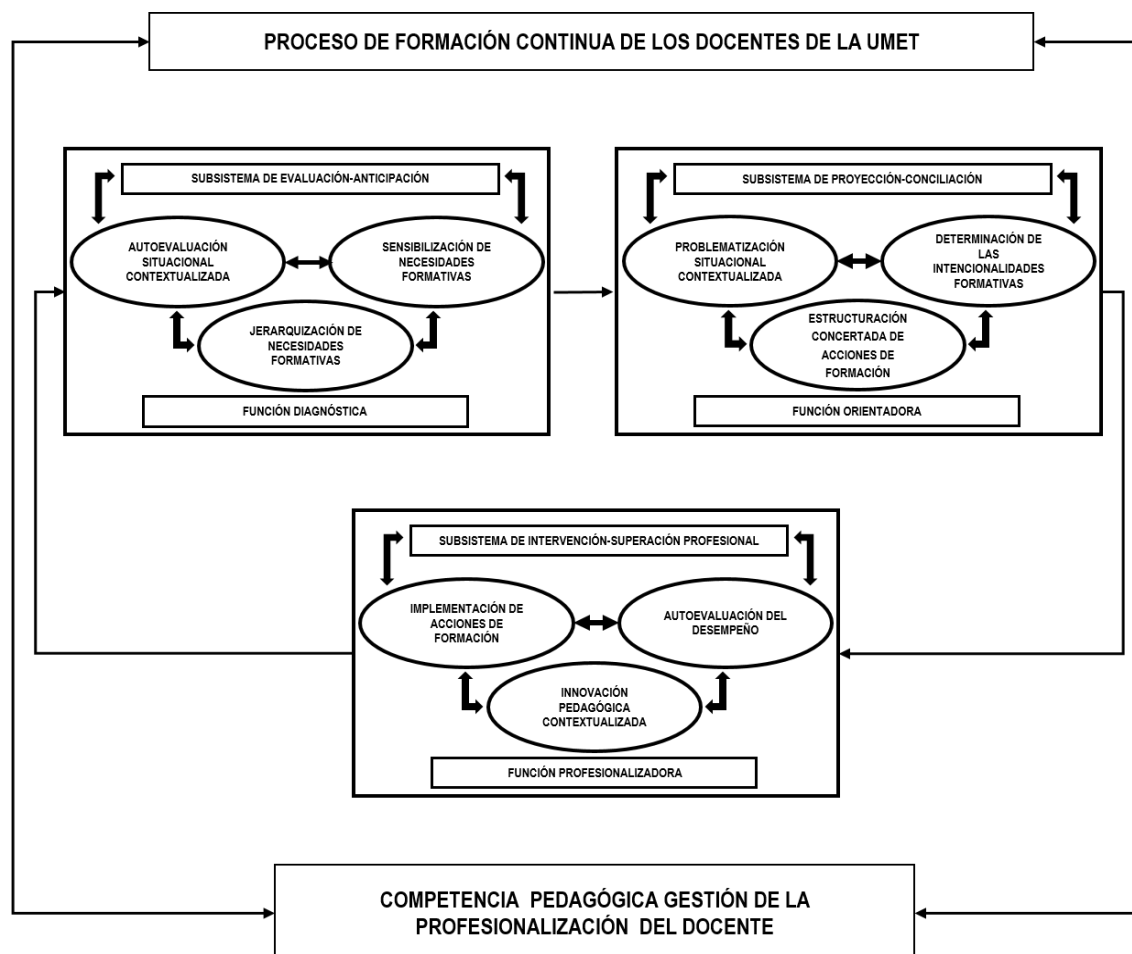 PROCESO DE FORMACIÓN CONTINUA DE LOS DOCENTES DE LA UMET
SUBSISTEMA DE EVALUACIÓN-ANTICIPACIÓN
AUTOEVALUACIÓN
SITUACIONAL
CONTEXTUALIZADA
SENSIBILIZACIÓN DE
NECESIDADES
FORMATIVAS
JERARQUIZACIÓN DE
NECESIDADES
FORMATIVAS
FUNCIÓN DIAGNÓSTICA
SUBSISTEMA DE PROYECCIÓN-CONCILIACIÓN
PROBLEMATIZACIÓN
SITUACIONAL
CONTEXTUALIZADA
DETERMINACIÓN DE
LAS
INTENCIONALIDADES
FORMATIVAS
ESTRUCTURACIÓN
CONCERTADA DE
ACCIONES DE
FORMACIÓN
FUNCIÓN ORIENTADORA
SUBSISTEMA DE INTERVENCIÓN-SUPERACIÓN PROFESIONAL
IMPLEMENTACIÓN DE
ACCIONES DE
FORMACIÓN
AUTOEVALUACIÓN DEL
DESEMPEÑO
INNOVACIÓN
PEDAGÓGICA
CONTEXTUALIZADA
FUNCIÓN PROFESIONALIZADORA
COMPETENCIA PEDAGÓGICA GESTIÓN DE LA
PROFESIONALIZACIÓN DEL DOCENTE